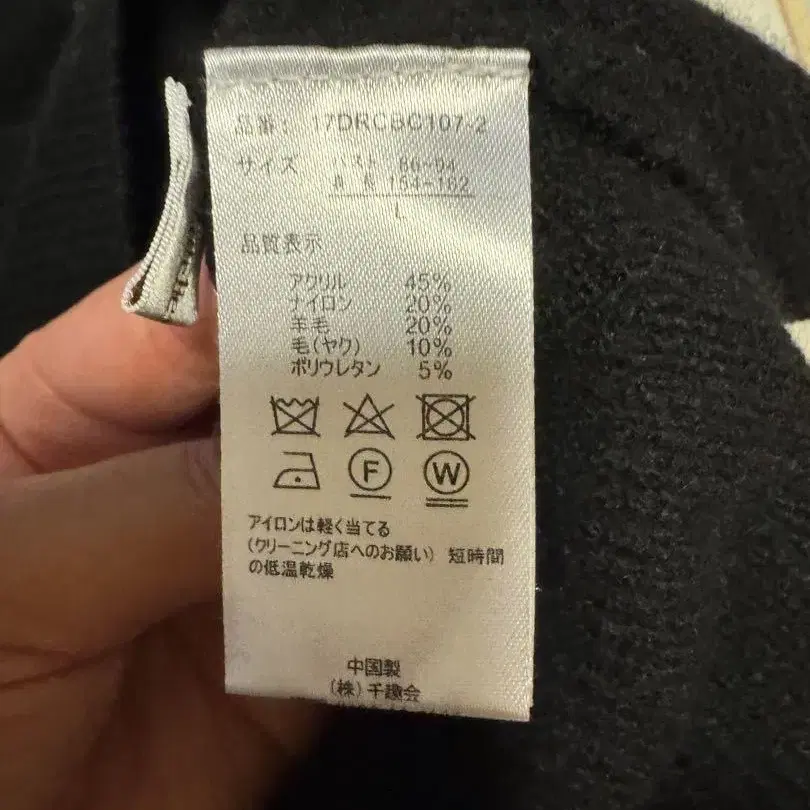 品番： 17DRCBC107-2
サイズ バスト 86~94
身 長 154~162
L
品質表示
アクリル 45%
ナイロン 20%
羊毛 20%
毛(ヤク) 10%
ポリウレタン 5%
F W
アイロンは軽く当てる
(クリーニング店へのお願い) 短時間
の低温乾燥
中国製
(株) 千趣会